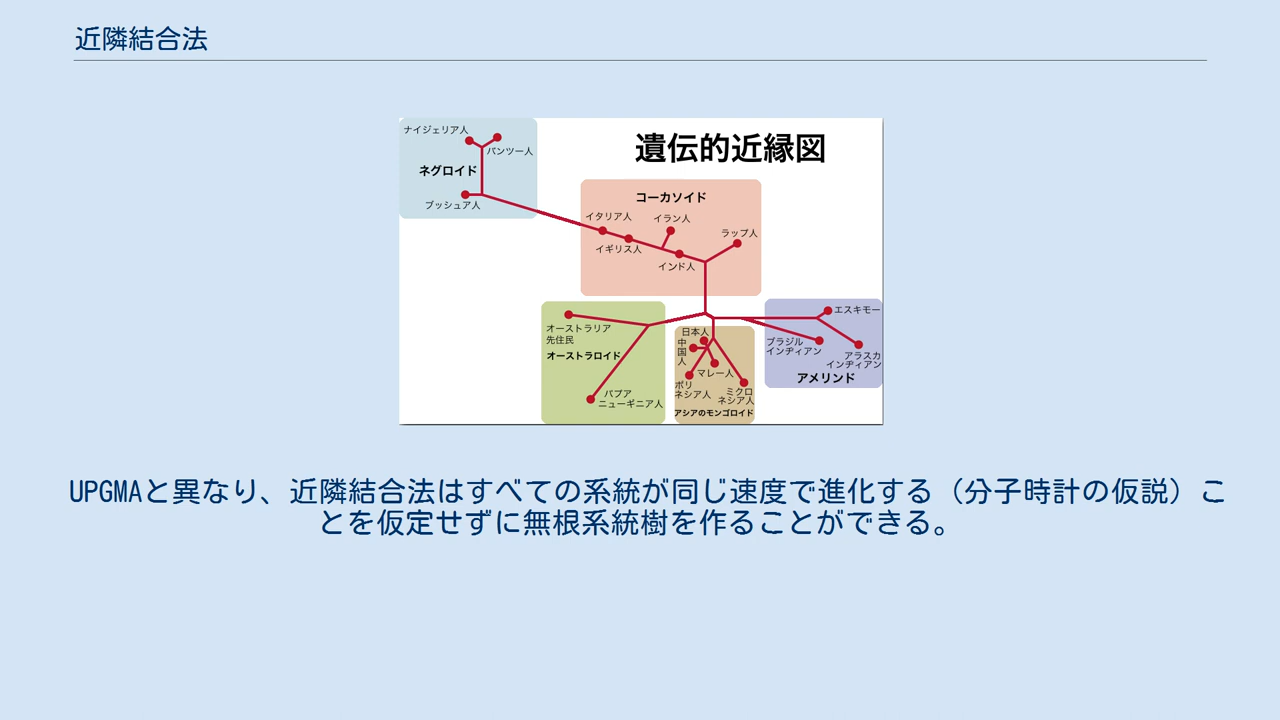 近隣結合法
遺伝的近縁図
ナイジェリア人
バンツー人
ネグロイド
ブッシュア人
コーカソイド
イタリア人
イラン人
ラップ人
イギリス人
インド人
オーストラリア
先住民
オーストラロイド
パプア
ニューギニア人
日本人
中
国
人
マレー人
ポリ
ネシア人
ミクロ
ネシア人
アジアのモンゴロイド
エスキモー
ブラジル
インヂィアン
アラスカ
インヂィアン
アメリンド
UPGMAと異なり、近隣結合法はすべての系統が同じ速度で進化する（分子時計の仮説）こ
とを仮定せずに無根系統樹を作ることができる。